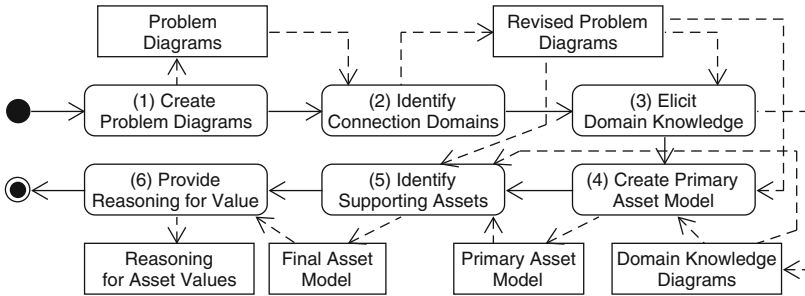 Problem
Diagrams
Revised Problem
Diagrams
(1) Create
Problem Diagrams
(2) Identify
Connection Domains
(3) Elicit
Domain Knowledge
(6) Provide
Reasoning for Value
(5) Identify
Supporting Assets
(4) Create Primary
Asset Model
Reasoning
for Asset Values
Final Asset
Model
Primary Asset
Model
Domain Knowledge
Diagrams